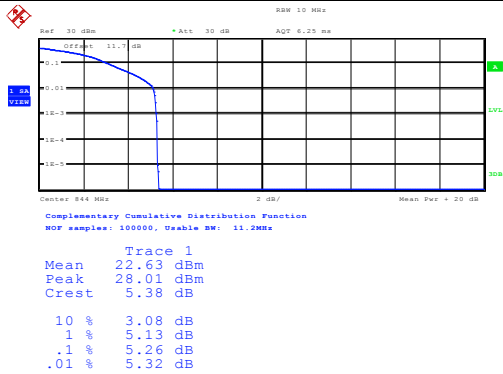 RBW 10 MHz
Ref 30 dBm * Att 30 dB AQT 6.25 ms
Offset 11.7 dB
0.1
A
0.01
1 SA
VIEW
1E-3
LVL
1E-4
1E-5
3DB
Center 844 MHz 2 dB/ Mean Pwr + 20 dB
Complementary Cumulative Distribution Function
NOF samples: 100000, Usable BW: 11.2MHz
Trace 1
Mean 22.63 dBm
Peak 28.01 dBm
Crest 5.38 dB
10 % 3.08 dB
1 % 5.13 dB
.1 % 5.26 dB
.01 % 5.32 dB